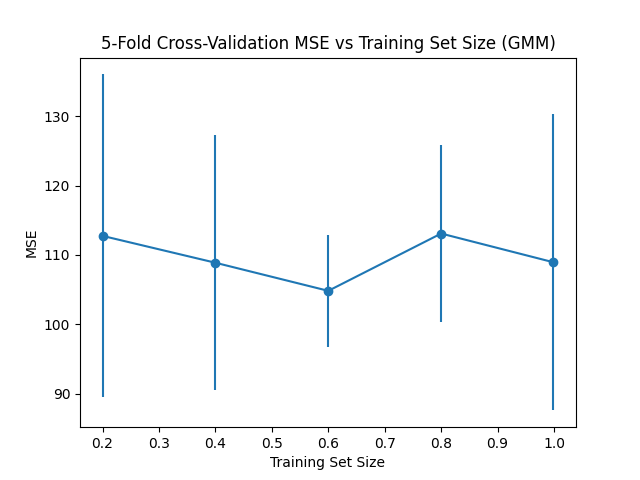 5-Fold Cross-Validation MSE vs Training Set Size (GMM)
130
120
110
100
90
MSE
0.2 0.3 0.4 0.5 0.6 0.7 0.8 0.9 1.0
Training Set Size